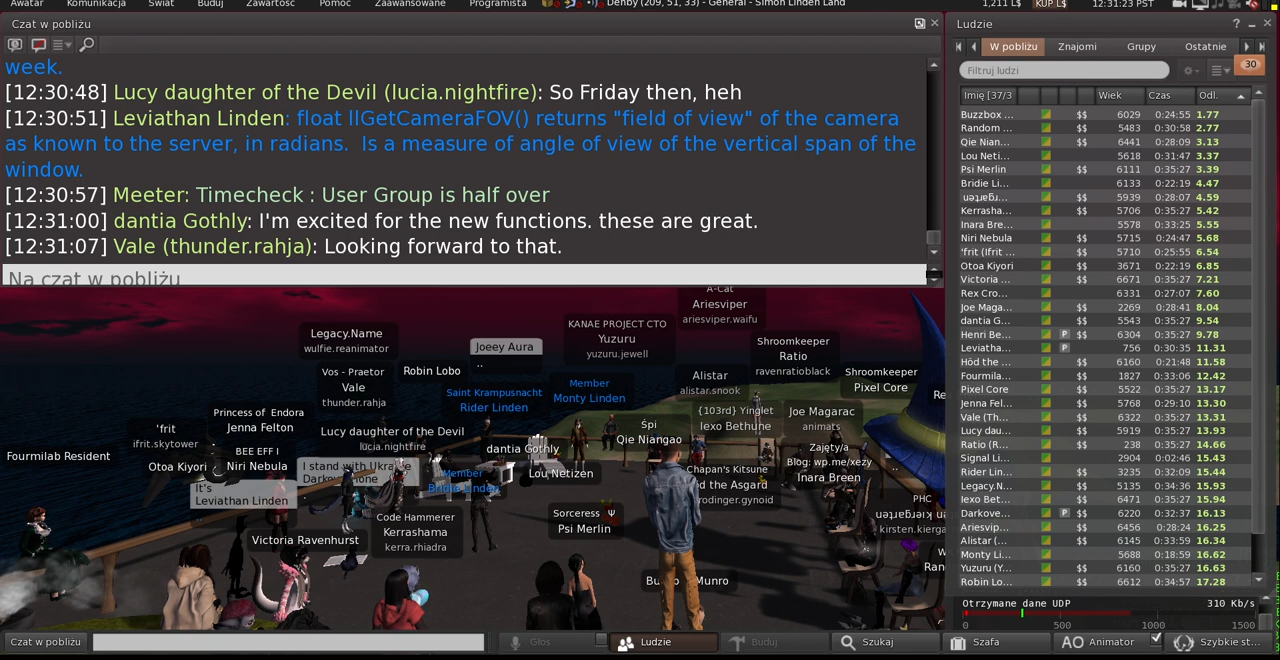 Awatar Komunikacja Świat Buduj Zawartość Pomoc Zaawansowane Programista Denby (209, 51, 33) - General - Simon Linden Land 1,211 L$ KUP L$ 12:31:23 PST
Czat w pobliżu
week.
[12:30:48] Lucy daughter of the Devil (lucia.nightfire): So Friday then, heh
[12:30:51] Leviathan Linden: float llGetCameraFOV() returns "field of view" of the camera
as known to the server, in radians.  Is a measure of angle of view of the vertical span of the
window.
[12:30:57] Meeter: Timecheck : User Group is half over
[12:31:00] dantia Gothly: I'm excited for the new functions. these are great.
[12:31:07] Vale (thunder.rahja): Looking forward to that.
Na czat w pobliżu
A-Cat
Ariesviper
ariesviper.waifu
Legacy.Name
wulfie.reanimator
Joeey Aura
..
KANAE PROJECT CTO
Yuzuru
yuzuru.jewell
Shroomkeeper
Ratio
ravenratioblack
Vos - Praetor
Vale
thunder.rahja
Robin Lobo
Saint Krampusnacht
Rider Linden
Member
Monty Linden
Alistar
alistar.snook
Shroomkeeper
Pixel Core
Re
Princess of Endora
Jenna Felton
'frit
ifrit.skytower
Lucy daughter of the Devil
lucia.nightfire
Śpi
Qie Niangao
{103rd} Yinglet
Iexo Bethune
Joe Magarac
animats
Fourmilab Resident
BEE EFF I
Niri Nebula
Otoa Kiyori
I stand with Ukra
dantia Gothly
Member
Bridie Linden
Lou Netizen
Zajęty/a
Blog: wp.me/xezy
Inara Breen
Chapan's Kitsune
d the Asgard
rodinger.gynoid
It's
Leviathan Linden
Code Hammerer
Kerrashama
kerra.rhiadra
Sorceress Ψ
Psi Merlin
PHC
kirsten.kierga
Victoria Ravenhurst
Munro
Czat w pobliżu
Głos
Ludzie
Buduj
Szukaj
Szafa
AO Animator
Szybkie st...
Ludzie
? _ ×
W pobliżu Znajomi Grupy Ostatnie
Filtruj ludzi
30
Imię [37/3 Wiek Czas Odl.
Buzzbox ... $$ 6029 0:24:55 1.77
Random ... $$ 5483 0:30:58 2.77
Qie Nian... $$ 6441 0:28:09 3.13
Lou Neti... 5618 0:31:47 3.37
Psi Merlin $$ 6111 0:35:27 3.39
Bridie Li... 6133 0:22:19 4.47
$$ 5939 0:28:07 4.59
Kerrasha... $$ 5706 0:35:27 5.42
Inara Bre... 5578 0:33:25 5.55
Niri Nebula $$ 5715 0:24:47 5.68
'frit (Ifrit ... $$ 5710 0:25:55 6.54
Otoa Kiyori $$ 3671 0:22:19 6.85
Victoria ... $$ 6671 0:35:27 7.21
Rex Cro... 6331 0:27:07 7.60
Joe Maga... $$ 2269 0:28:41 8.04
dantia G... $$ 5543 0:35:27 9.54
Henri Be... P $$ 6304 0:35:27 9.78
Leviatha... P 756 0:30:35 11.31
Höd the ... $$ 6160 0:21:48 11.58
Fourmila... $$ 1827 0:33:06 12.42
Pixel Core $$ 5522 0:35:27 13.17
Jenna Fel... $$ 5768 0:29:10 13.30
Vale (Th... $$ 6322 0:35:27 13.31
Lucy dau... $$ 5919 0:35:27 13.93
Ratio (R... $$ 238 0:35:27 14.66
Signal Li... 2904 0:02:46 15.43
Rider Lin... $$ 3235 0:32:09 15.44
Legacy.N... $$ 5135 0:34:36 15.93
Iexo Bet... $$ 6471 0:35:27 15.94
Darkove... P $$ 6220 0:32:37 16.13
Ariesvip... $$ 6456 0:28:24 16.25
Alistar (... $$ 6145 0:33:59 16.34
Monty Li... 5688 0:18:59 16.62
Yuzuru (Y... $$ 6160 0:35:27 16.63
Robin Lo... $$ 6612 0:34:57 17.28
Otrzymane dane UDP 310 Kb/s
0 500 1000 1500